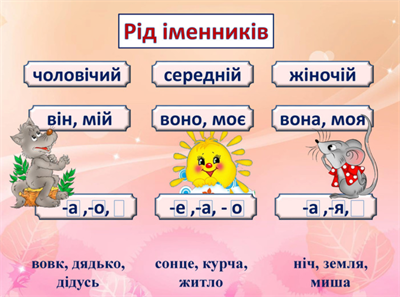 Рід іменників
чоловічий
середній
жіночій
він, мій
воно, моє
вона, моя
-а ,-о, □
-е ,-а, - о
-а ,-я, □
вовк, дядько,
дідусь
сонце, курча,
житло
ніч, земля,
миша